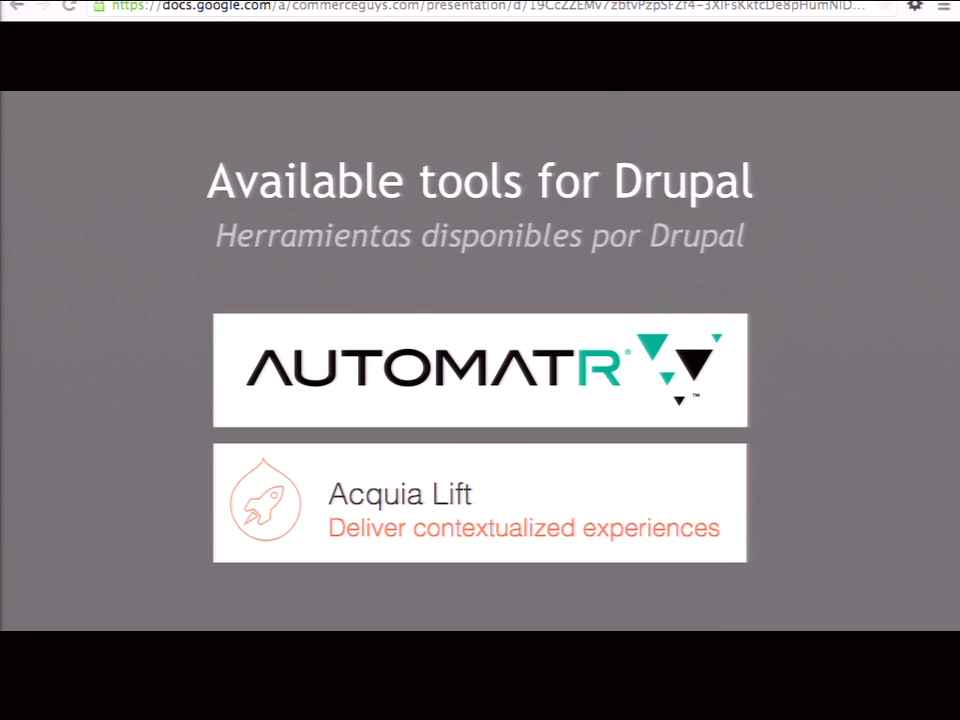 https://docs.google.com/a/commerceguys.com/presentation/d/
Available tools for Drupal
Herramientas disponibles por Drupal
AUTOMATR® ™
Acquia Lift
Deliver contextualized experiences